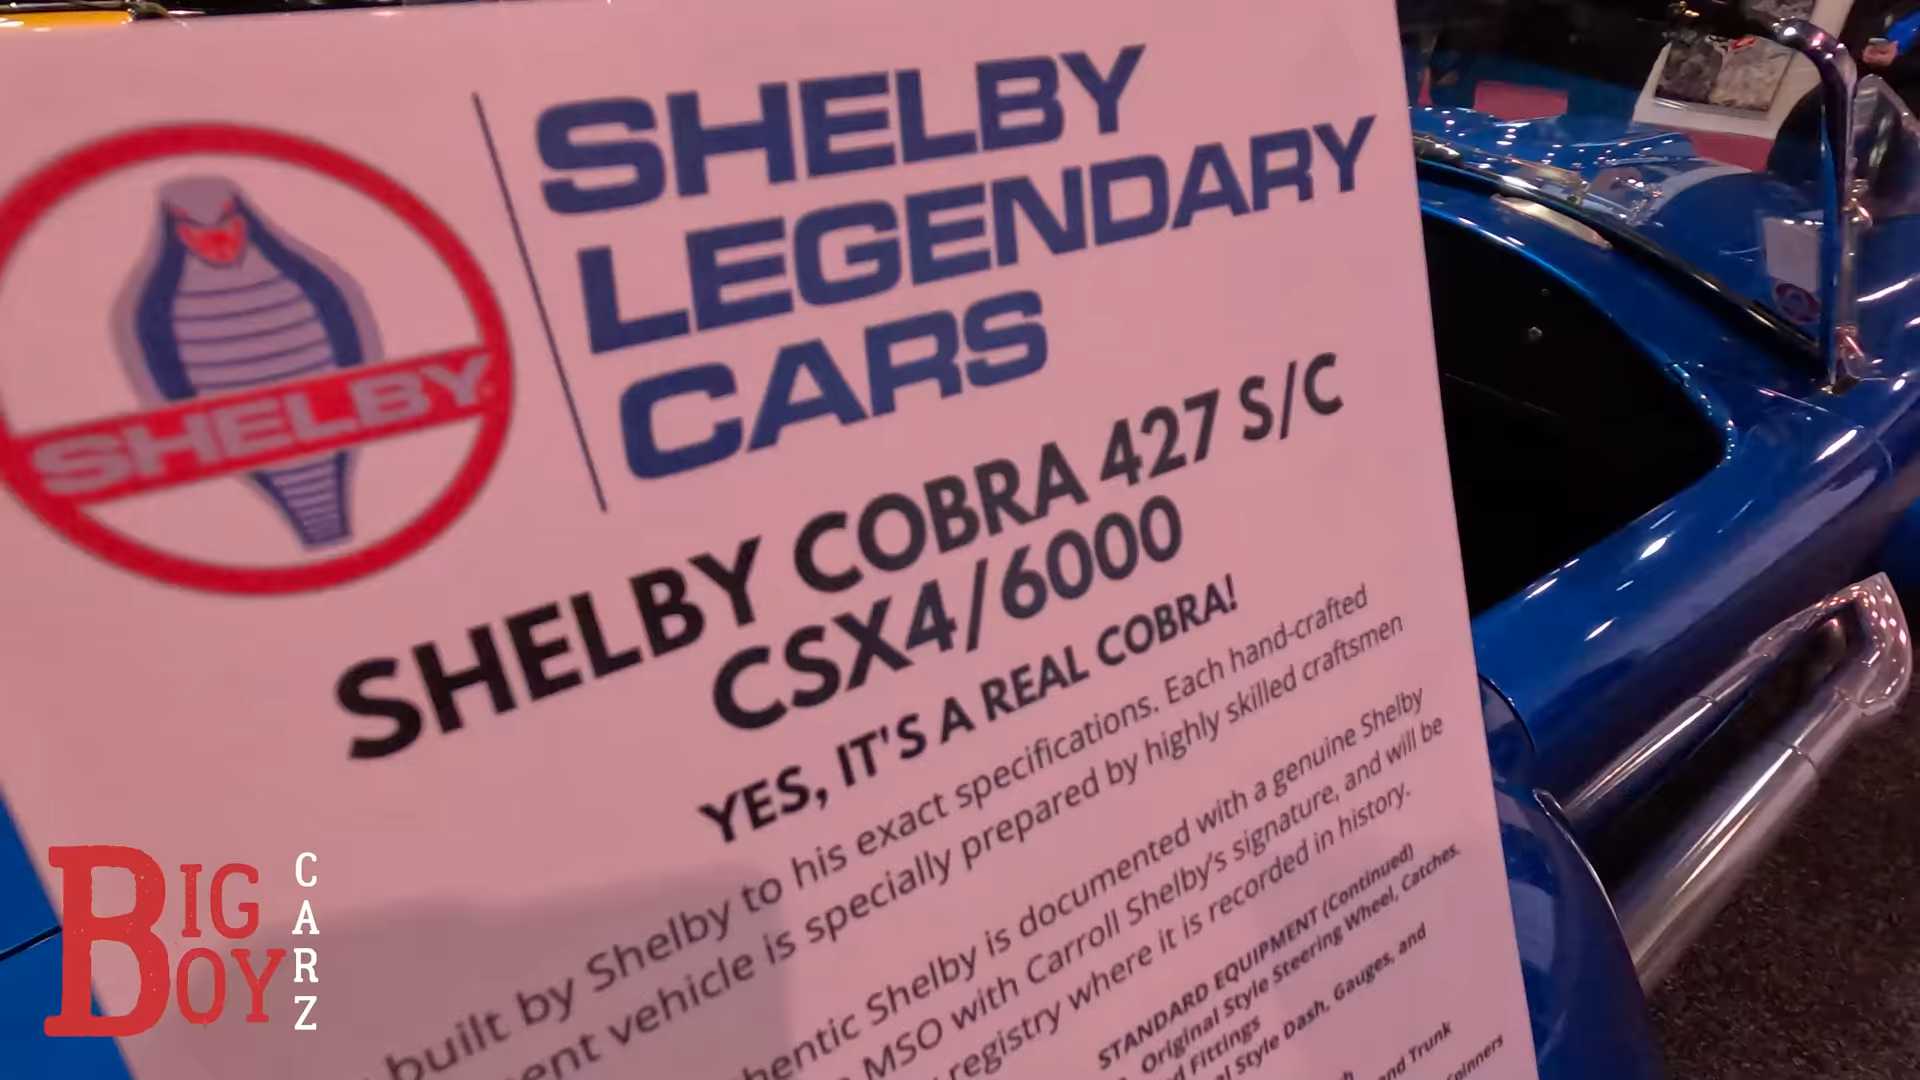 SHELBY
SHELBY
LEGENDARY
CARS
SHELBY COBRA 427 S/C
CSX4/6000
YES, IT'S A REAL COBRA!
built by Shelby to his exact specifications. Each hand-crafted
vehicle is specially prepared by highly skilled craftsmen
Shelby is documented with a genuine Shelby
MSO with Carroll Shelby's signature, and will be
registry where it is recorded in history.
STANDARD EQUIPMENT (Continued)
Original Style Steering Wheel, Catches,
Fittings
Style Dash, Gauges, and
and Trunk
BIG
BOY
CARZ